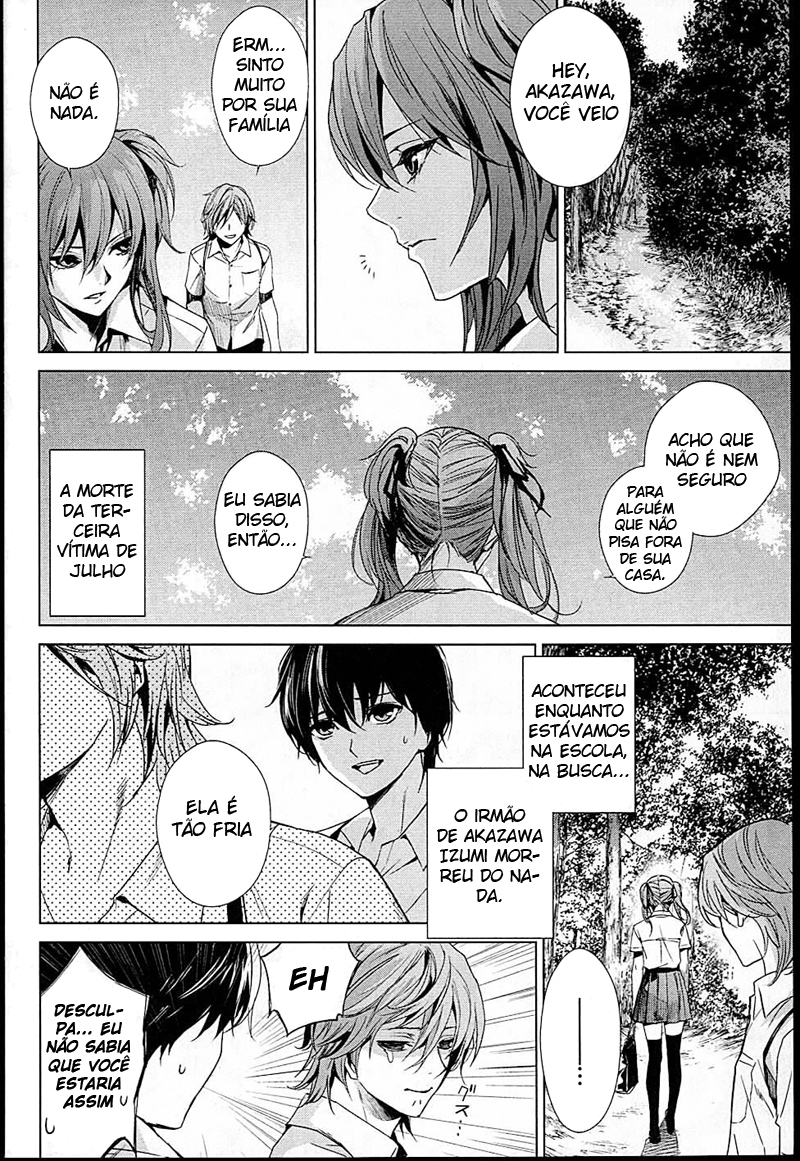 HEY,
AKAZAWA,
VOCÊ VEIO
ERM...
SINTO
MUITO
POR SUA
FAMÍLIA
NÃO É
NADA.
ACHO QUE
NÃO É NEM
SEGURO
PARA
ALGUÉM
QUE NÃO
PISA FORA
DE SUA
CASA.
EU SABIA
DISSO,
ENTÃO...
A MORTE
DA TER-
CEIRA
VÍTIMA DE
JULHO
ACONTECEU
ENQUANTO
ESTÁVAMOS
NA ESCOLA,
NA BUSCA...
O IRMÃO
DE AKAZAWA
IZUMI MOR-
REU DO NA-
DA.
ELA É
TÃO FRIA
......
EH
グス...
DESCUL-
PA... EU
NÃO SABIA
QUE VOCÊ
ESTARIA
ASSIM